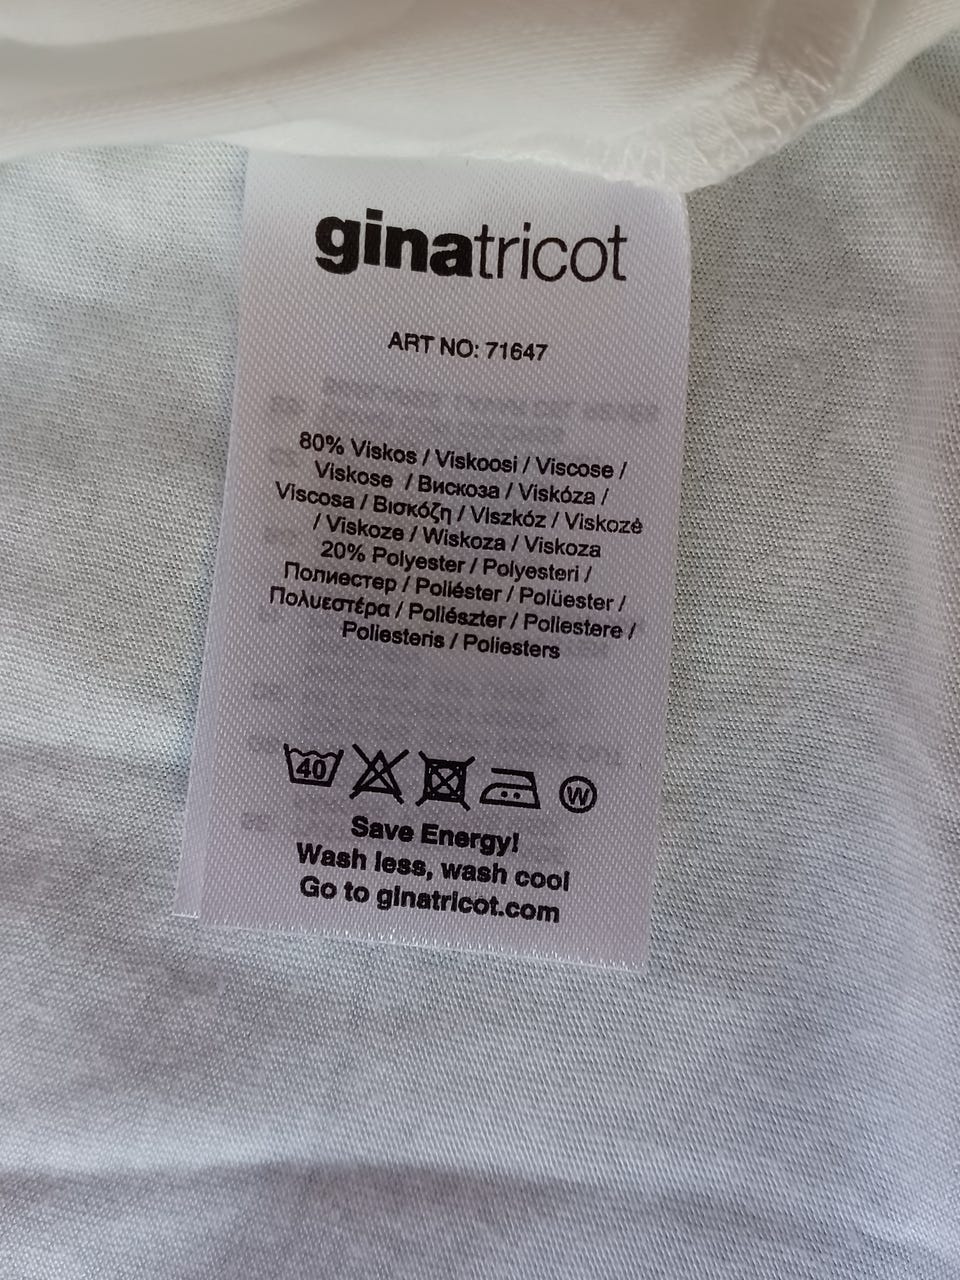 ginatricot
ART NO: 71647
80% Viskos / Viskoosi / Viscose /
Viskose / Вискоза / Viskóza /
Viscosa / Βισκόζη / Viszkóz / Viskozė
/ Viskoze / Wiskoza / Viskoza
20% Polyester / Polyesteri /
Полиестер / Poliéster / Polüester /
Πολυεστέρα / Poliészter / Poliestere /
Poliesteris / Poliesters
40
W
Save Energy!
Wash less, wash cool
Go to ginatricot.com